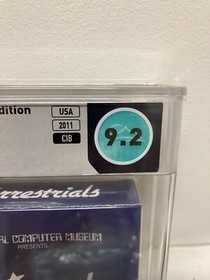 dition
USA
2011
CIB
9.2
rrestrials
AL COMPUTER MUSEUM
PRESENTS